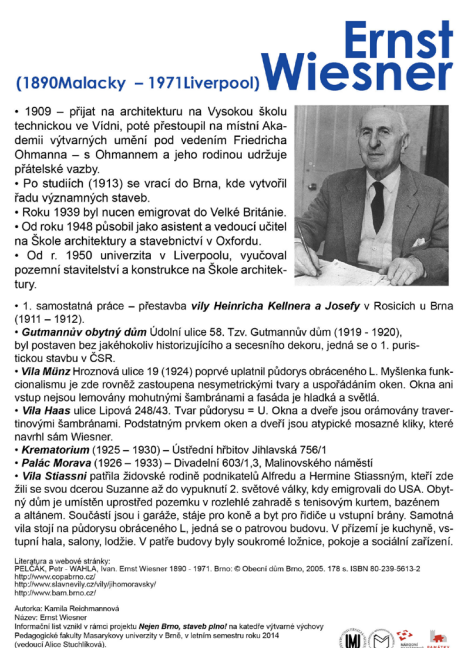 Ernst
(1890Malacky – 1971Liverpool) Wiesner
• 1909 – přijat na architekturu na Vysokou školu
technickou ve Vídni, poté přestoupil na místní Aka-
demii výtvarných umění pod vedením Friedricha
Ohmanna – s Ohmannem a jeho rodinou udržuje
přátelské vazby.
• Po studiích (1913) se vrací do Brna, kde vytvořil
řadu významných staveb.
• Roku 1939 byl nucen emigrovat do Velké Británie.
• Od roku 1948 působil jako asistent a vedoucí učitel
na Škole architektury a stavebnictví v Oxfordu.
• Od r. 1950 univerzita v Liverpoolu, vyučoval
pozemní stavitelství a konstrukce na Škole architek-
tury.
• 1. samostatná práce – přestavba vily Heinricha Kellnera a Josefy v Rosicích u Brna
(1911 – 1912).
• Gutmannův obytný dům Údolní ulice 58. Tzv. Gutmannův dům (1919 - 1920),
byl postaven bez jakéhokoliv historizujícího a secesního dekoru, jedná se o 1. puris-
tickou stavbu v ČSR.
• Vila Münz Hroznová ulice 19 (1924) poprvé uplatnil půdorys obráceného L. Myšlenka funk-
cionalismu je zde rovněž zastoupena nesymetrickými tvary a uspořádáním oken. Okna ani
vstup nejsou lemovány mohutnými šambránami a fasáda je hladká a světlá.
• Vila Haas ulice Lipová 248/43. Tvar půdorysu = U. Okna a dveře jsou orámovány traver-
tinovými šambránami. Podstatným prvkem oken a dveří jsou atypické mosazné kliky, které
navrhl sám Wiesner.
• Krematorium (1925 – 1930) – Ústřední hřbitov Jihlavská 756/1
• Palác Morava (1926 – 1933) – Divadelní 603/1,3, Malinovského náměstí
• Vila Stiassni patřila židovské rodině podnikatelů Alfredu a Hermine Stiassným, kteří zde
žili se svou dcerou Suzanne až do vypuknutí 2. světové války, kdy emigrovali do USA. Obyt-
ný dům je umístěn uprostřed pozemku v rozlehlé zahradě s tenisovým kurtem, bazénem
a altánem. Součástí jsou i garáže, stáje pro koně a byt pro řidiče u vstupní brány. Samotná
vila stojí na půdorysu obráceného L, jedná se o patrovou budovu. V přízemí je kuchyně, vs-
tupní hala, salony, lodžie. V patře budovy byly soukromé ložnice, pokoje a sociální zařízení.
Literatura a webové stránky:
PELČÁK, Petr - WAHLA, Ivan. Ernst Wiesner 1890 - 1971. Brno: © Obecní dům Brno, 2005. 178 s. ISBN 80-239-5613-2
http://www.copabrno.cz/
http://www.slavnevily.cz/vily/jihomoravsky/
http://www.bam.brno.cz/
Autorka: Kamila Reichmannová
Název: Ernst Wiesner
Informační list vznikl v rámci projektu Nejen Brno, staveb plno! na katedře výtvarné výchovy
Pedagogické fakulty Masarykovy univerzity v Brně, v letním semestru roku 2014
(vedoucí Alice Stuchlíková).